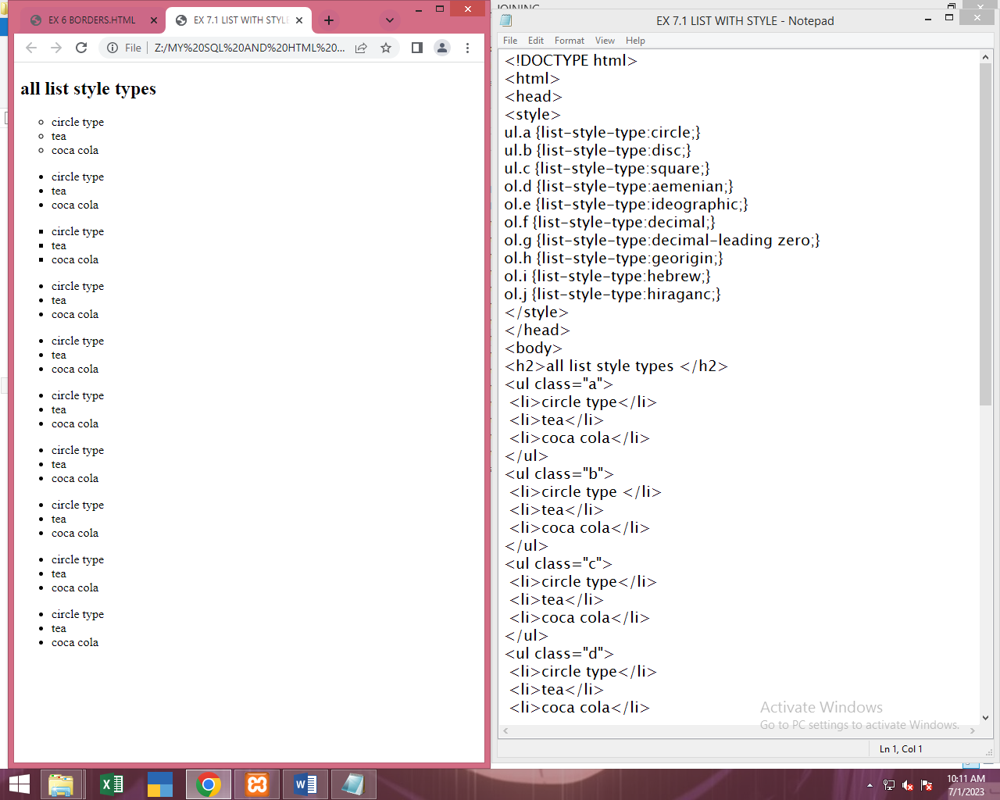 EX 6 BORDERS.HTML
EX 7.1 LIST WITH STYLE
File
Z:/MY%20SQL%20AND%20HTML%20...
all list style types
circle type
tea
coca cola
circle type
tea
coca cola
circle type
tea
coca cola
circle type
tea
coca cola
circle type
tea
coca cola
circle type
tea
coca cola
circle type
tea
coca cola
circle type
tea
coca cola
circle type
tea
coca cola
circle type
tea
coca cola
JOINING
EX 7.1 LIST WITH STYLE - Notepad
File Edit Format View Help
<!DOCTYPE html>
<html>
<head>
<style>
ul.a {list-style-type:circle;}
ul.b {list-style-type:disc;}
ul.c {list-style-type:square;}
ol.d {list-style-type:aemenian;}
ol.e {list-style-type:ideographic;}
ol.f {list-style-type:decimal;}
ol.g {list-style-type:decimal-leading zero;}
ol.h {list-style-type:georigin;}
ol.i {list-style-type:hebrew;}
ol.j {list-style-type:hiraganc;}
</style>
</head>
<body>
<h2>all list style types </h2>
<ul class="a">
<li>circle type</li>
<li>tea</li>
<li>coca cola</li>
</ul>
<ul class="b">
<li>circle type </li>
<li>tea</li>
<li>coca cola</li>
</ul>
<ul class="c">
<li>circle type</li>
<li>tea</li>
<li>coca cola</li>
</ul>
<ul class="d">
<li>circle type</li>
<li>tea</li>
<li>coca cola</li>
Activate Windows
Go to PC settings to activate Windows.
Ln 1, Col 1
10:11 AM
7/1/2023